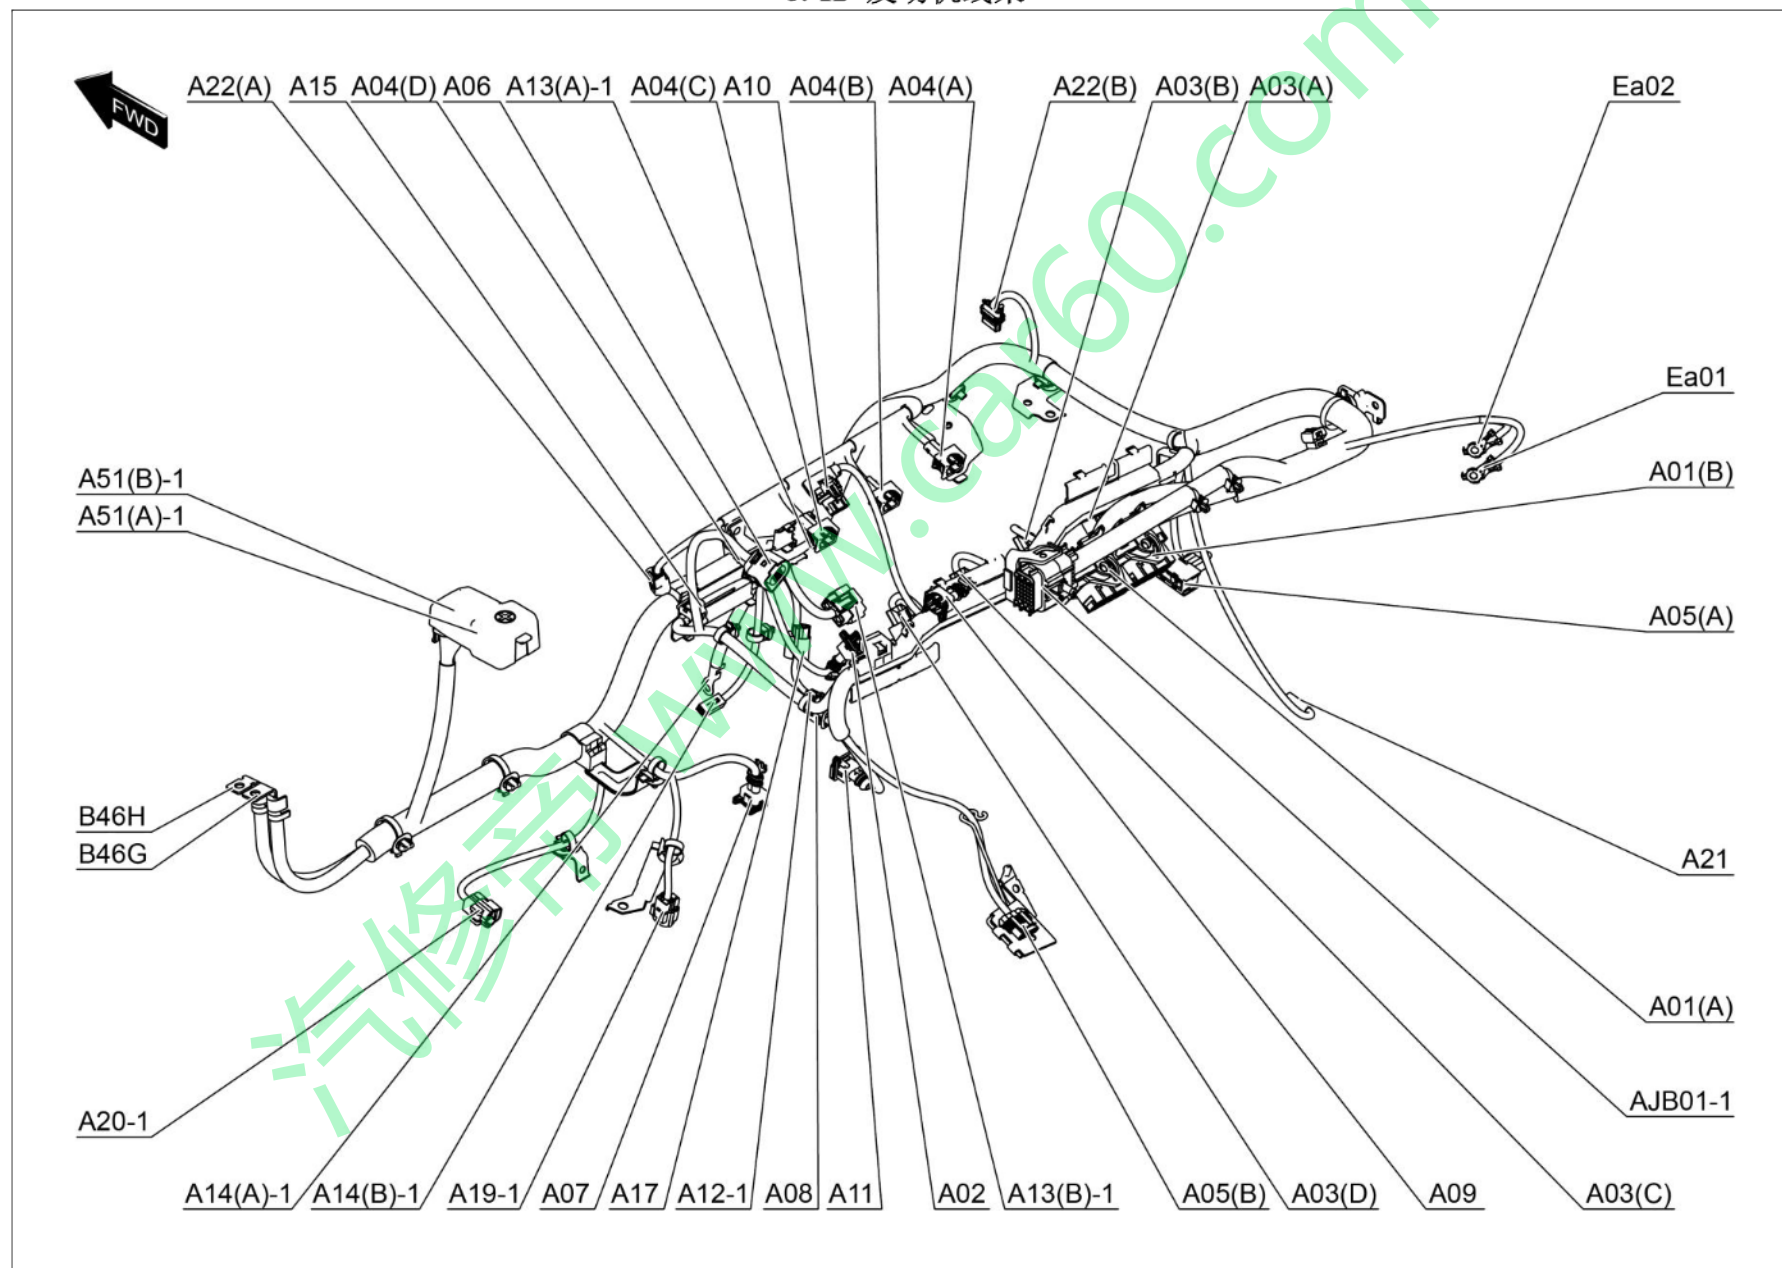 FWD
A22(A) A15 A04(D) A06 A13(A)-1 A04(C) A10 A04(B) A04(A) A22(B) A03(B) A03(A) Ea02
Ea01
A51(B)-1 A01(B)
A51(A)-1
A05(A)
B46H
B46G
A21
A01(A)
AJB01-1
A20-1
A14(A)-1 A14(B)-1 A19-1 A07 A17 A12-1 A08 A11 A02 A13(B)-1 A05(B) A03(D) A09 A03(C)
汽修帮 www.car60.com